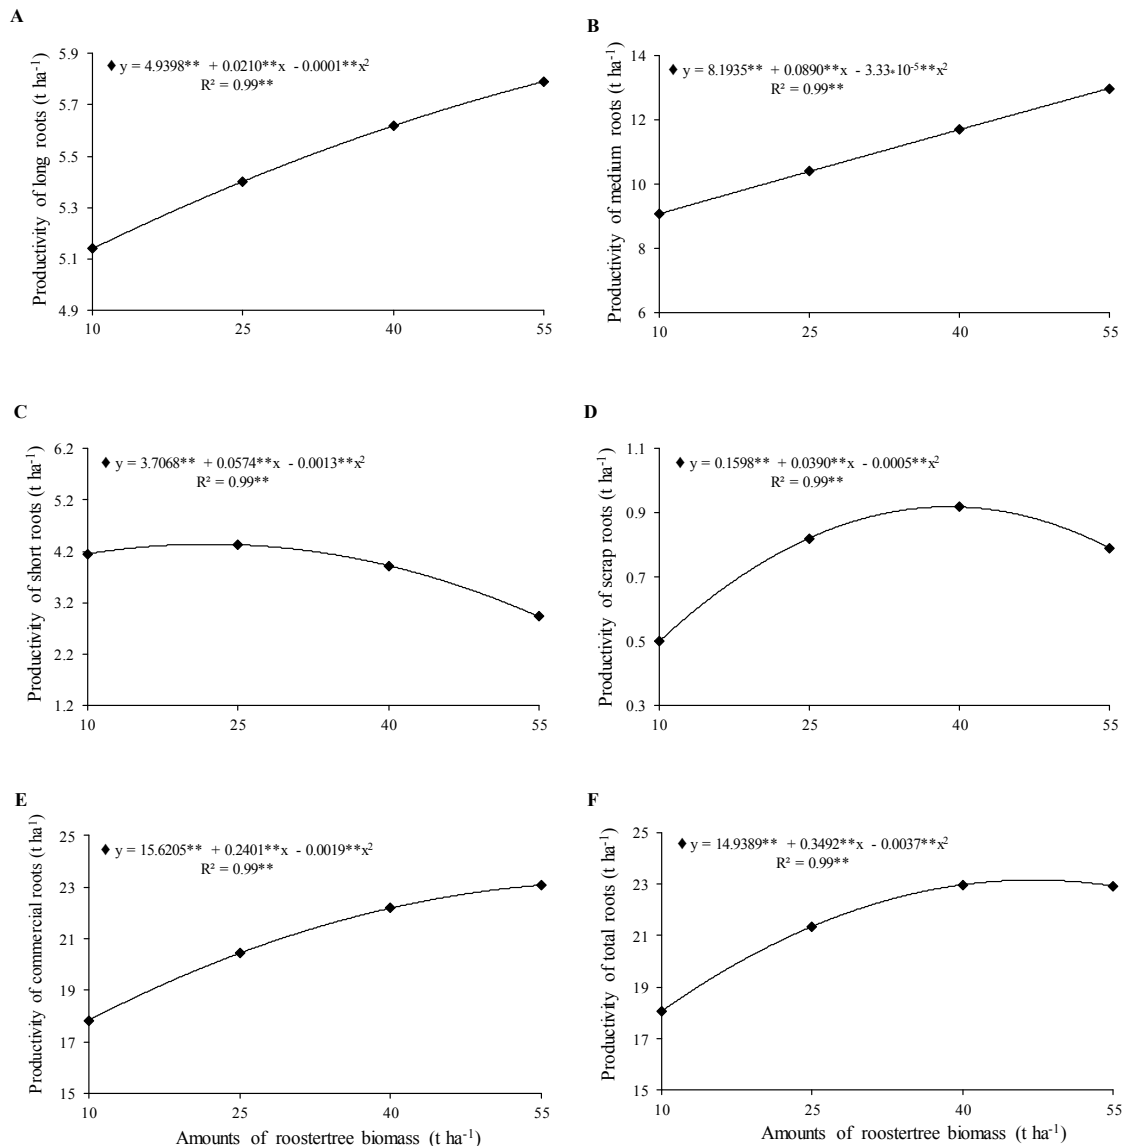 A
Productivity of long roots (t ha⁻¹)
5.9
5.7
5.5
5.3
5.1
4.9
♦ y = 4.9398** + 0.0210**x - 0.0001**x²
R² = 0.99**
10 25 40 55
B
Productivity of medium roots (t ha⁻¹)
14
12
10
8
6
♦ y = 8.1935** + 0.0890**x - 3.33*10⁻⁵**x²
R² = 0.99**
10 25 40 55
C
Productivity of short roots (t ha⁻¹)
6.2
5.2
4.2
3.2
2.2
1.2
♦ y = 3.7068** + 0.0574**x - 0.0013**x²
R² = 0.99**
10 25 40 55
D
Productivity of scrap roots (t ha⁻¹)
1.1
0.9
0.7
0.5
0.3
♦ y = 0.1598** + 0.0390**x - 0.0005**x²
R² = 0.99**
10 25 40 55
E
Productivity of commercial roots (t ha⁻¹)
25
23
21
19
17
15
♦ y = 15.6205** + 0.2401**x - 0.0019**x²
R² = 0.99**
10 25 40 55
Amounts of roostertree biomass (t ha⁻¹)
F
Productivity of total roots (t ha⁻¹)
25
23
21
19
17
15
♦ y = 14.9389** + 0.3492**x - 0.0037**x²
R² = 0.99**
10 25 40 55
Amounts of roostertree biomass (t ha⁻¹)